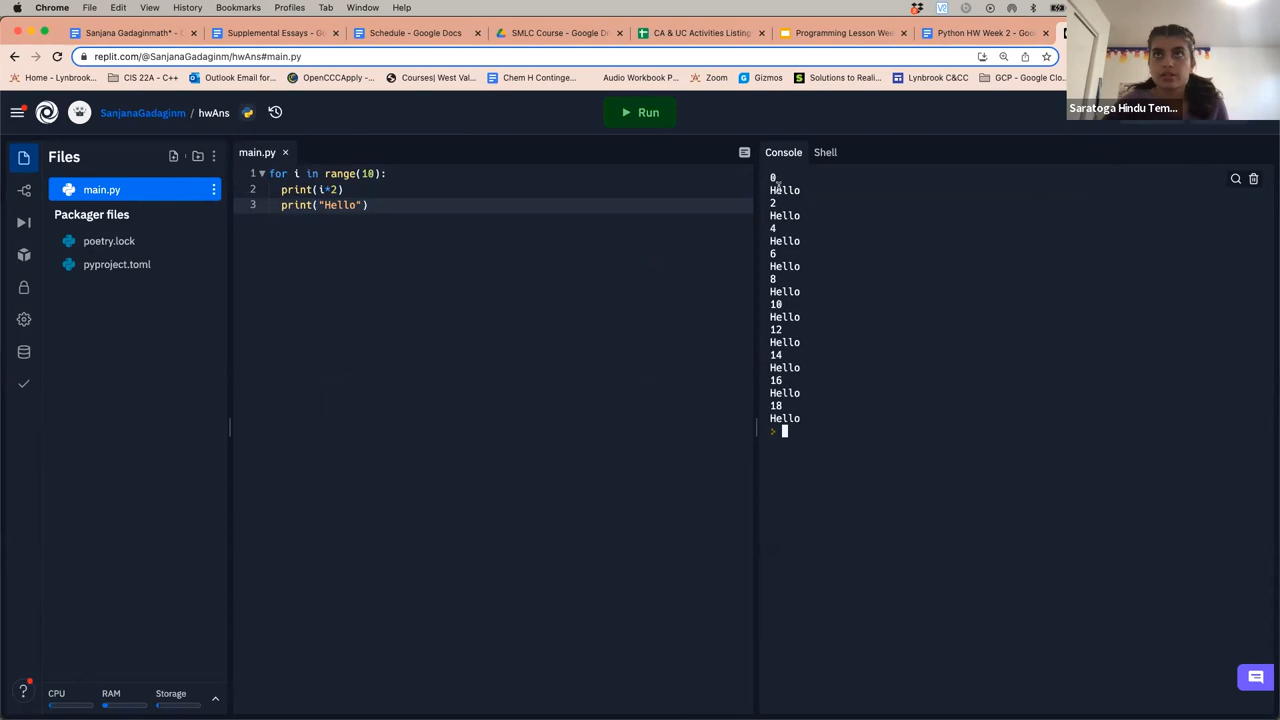 Chrome File Edit View History Bookmarks Profiles Tab Window Help
Sanjana Gadaginmath* - C Supplemental Essays - Google Schedule - Google Docs SMLC Course - Google Dr CA & UC Activities Listing Programming Lesson Wee Python HW Week 2 - Google
replit.com/@SanjanaGadaginm/hwAns#main.py
Home - Lynbrook... CIS 22A - C++ Outlook Email for... OpenCCCApply -... Courses| West Val... Chem H Continge... Audio Workbook P... Zoom Gizmos Solutions to Reali... Lynbrook C&CC GCP - Google Clo...
Saratoga Hindu Tem...
SanjanaGadaginm / hwAns
Run
Files
main.py
Console Shell
main.py
Packager files
poetry.lock
pyproject.toml
1 for i in range(10):
2 print(i*2)
3 print("Hello")
0
Hello
2
Hello
4
Hello
6
Hello
8
Hello
10
Hello
12
Hello
14
Hello
16
Hello
18
Hello
>
? CPU RAM Storage